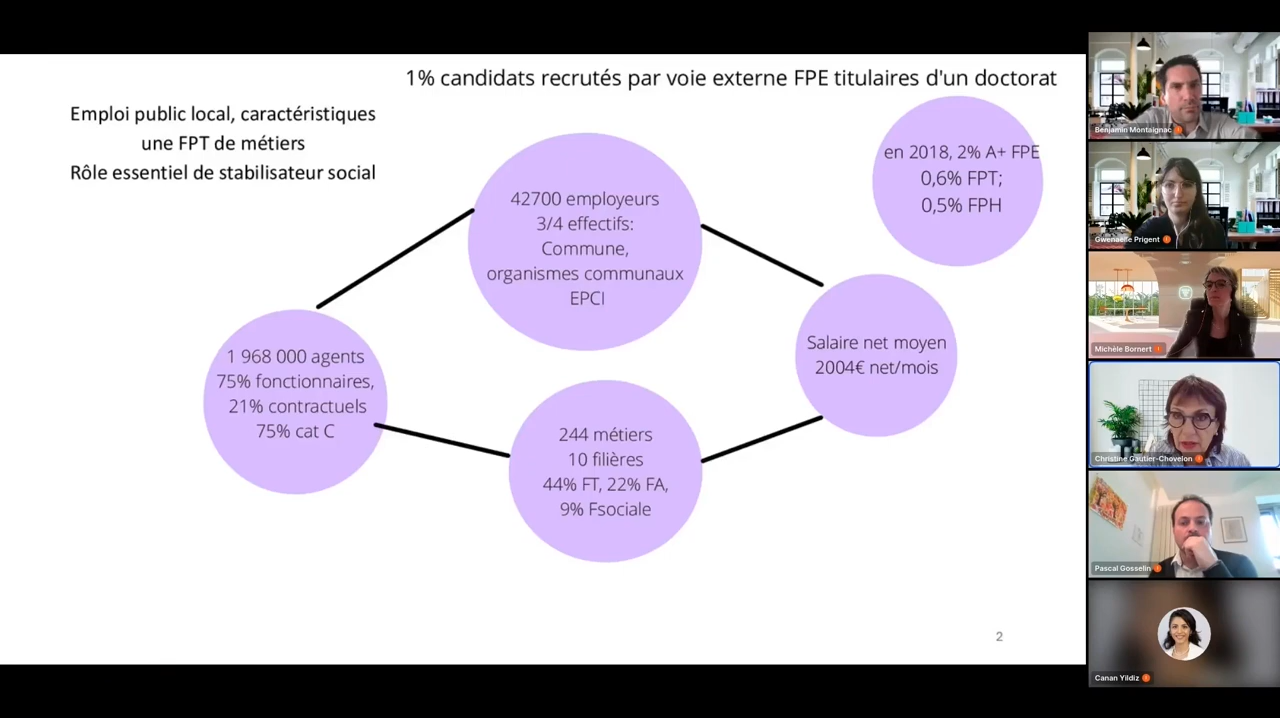 1% candidats recrutés par voie externe FPE titulaires d'un doctorat
Emploi public local, caractéristiques
une FPT de métiers
Rôle essentiel de stabilisateur social
42700 employeurs
3/4 effectifs:
Commune,
organismes communaux
EPCI
en 2018, 2% A+ FPE
0,6% FPT;
0,5% FPH
1 968 000 agents
75% fonctionnaires,
21% contractuels
75% cat C
Salaire net moyen
2004€ net/mois
244 métiers
10 filières
44% FT, 22% FA,
9% Fsociale
2
Benjamin Montaignac
Gwenaelle Prigent
Michèle Bornert
Christine Gautier-Chovelon
Pascal Gosselin
Canan Yildiz